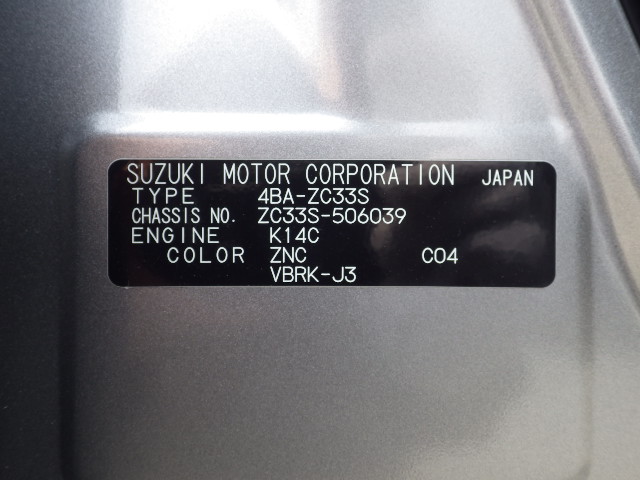 SUZUKI MOTOR CORPORATION JAPAN
TYPE 4BA-ZC33S
CHASSIS NO. ZC33S-506039
ENGINE K14C
COLOR ZNC C04
VBRK-J3